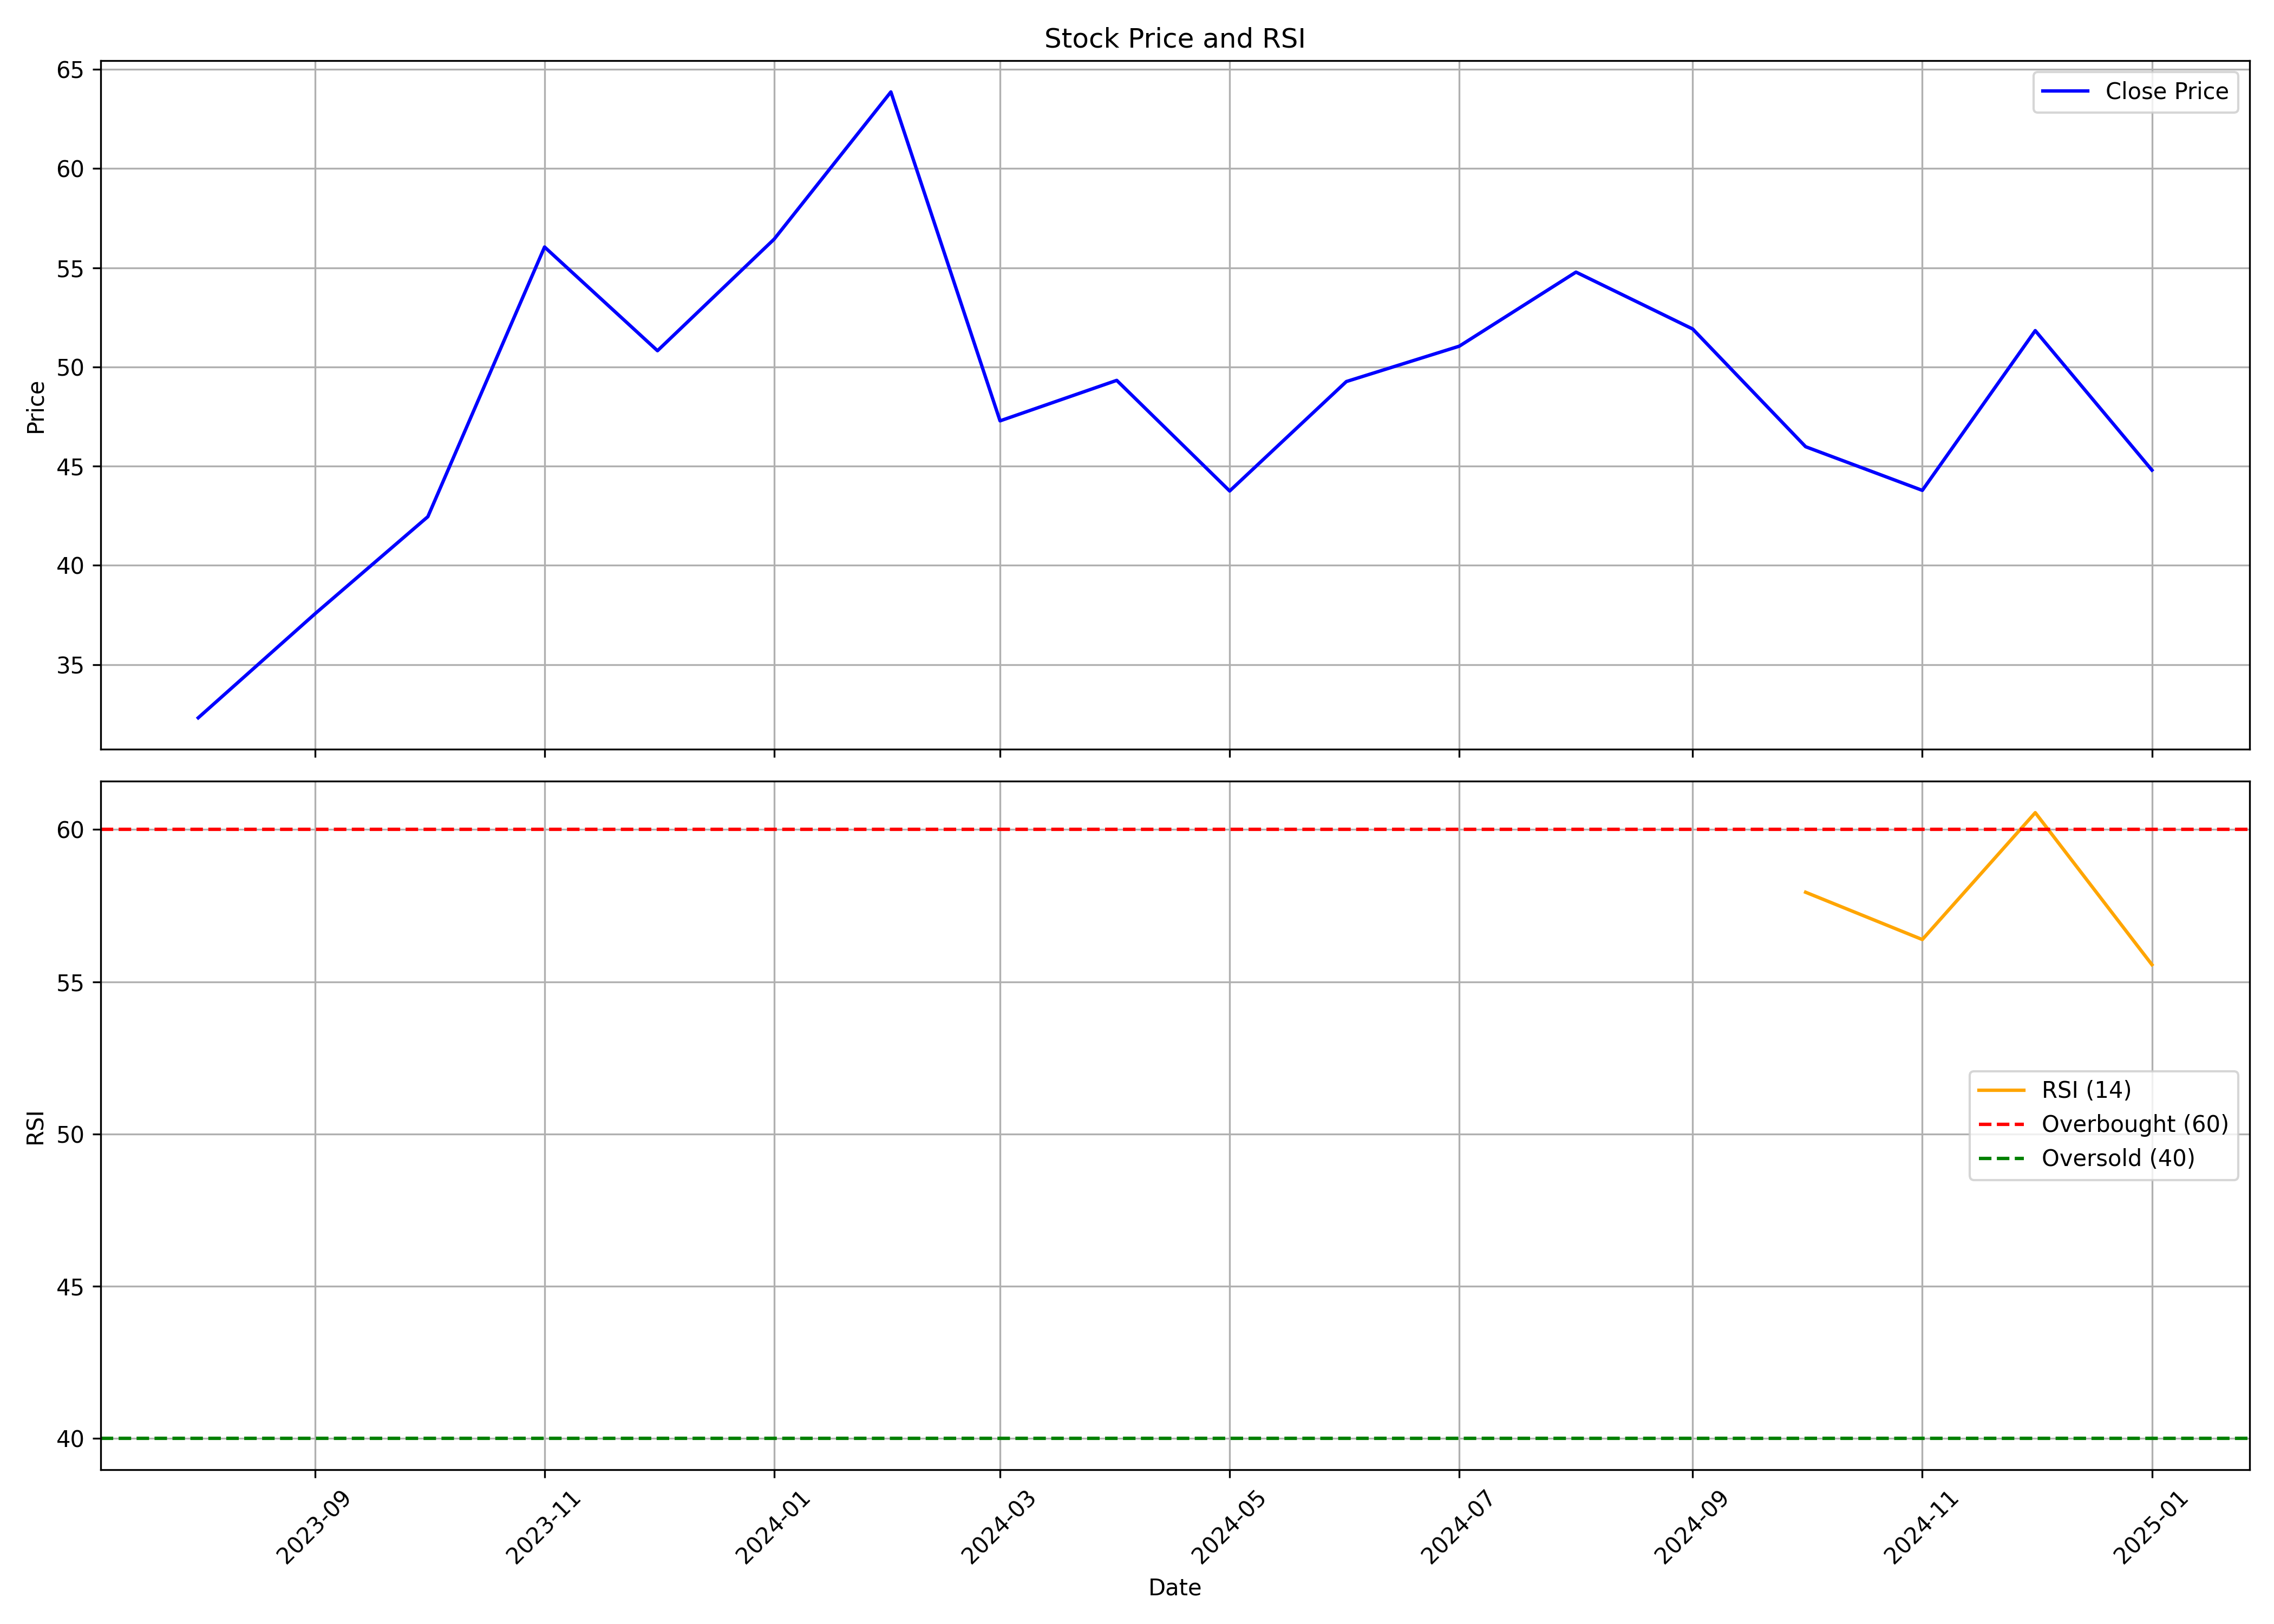 Stock Price and RSI
65
60
55
50
45
40
35
Price
Close Price
60
55
50
45
40
RSI
RSI (14)
Overbought (60)
Oversold (40)
2023-09
2023-11
2024-01
2024-03
2024-05
2024-07
2024-09
2024-11
2025-01
Date